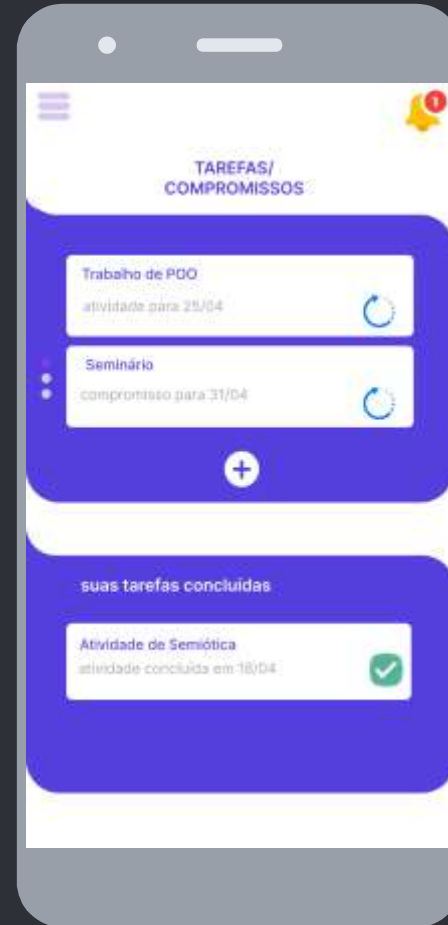 1
TAREFAS/
COMPROMISSOS
Trabalho de POO
atividade para 25/04
Seminário
compromisso para 31/04
suas tarefas concluídas
Atividade de Semiótica
atividade concluída em 18/04